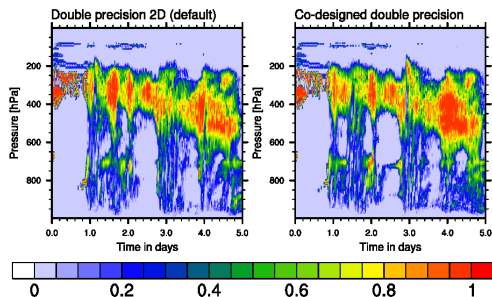 Double precision 2D (default)
Co-designed double precision
Pressure [hPa]
200
400
600
800
0.0 1.0 2.0 3.0 4.0 5.0
Time in days
Pressure [hPa]
200
400
600
800
0.0 1.0 2.0 3.0 4.0 5.0
Time in days
0 0.2 0.4 0.6 0.8 1